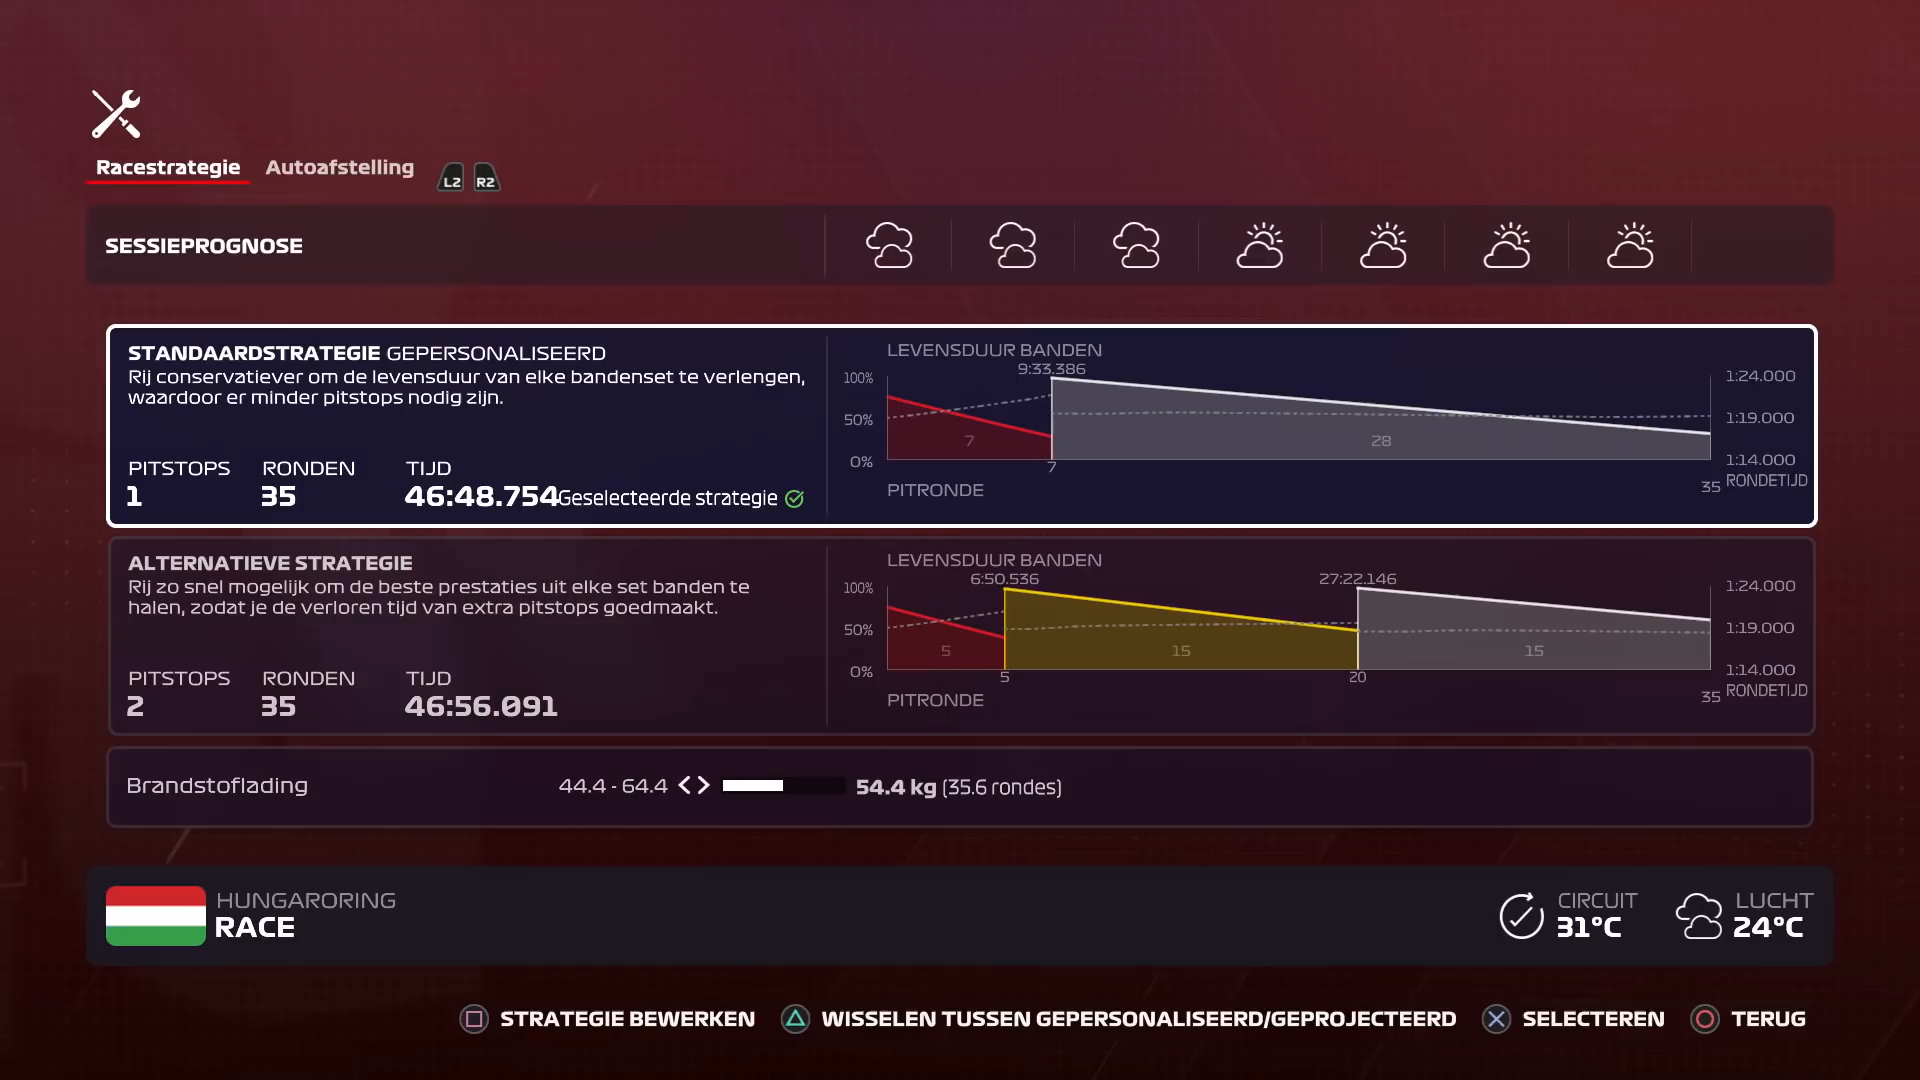 Racestrategie Autoafstelling L2 R2
SESSIEPROGNOSE
STANDAARDSTRATEGIE GEPERSONALISEERD
Rij conservatiever om de levensduur van elke bandenset te verlengen,
waardoor er minder pitstops nodig zijn.
PITSTOPS RONDEN TIJD
1 35 46:48.754 Geselecteerde strategie
LEVENSDUUR BANDEN
9:33.386
100% 1:24.000
50% 1:19.000
7 28
0% 1:14.000
7
35 RONDETIJD
PITRONDE
ALTERNATIEVE STRATEGIE
Rij zo snel mogelijk om de beste prestaties uit elke set banden te
halen, zodat je de verloren tijd van extra pitstops goedmaakt.
PITSTOPS RONDEN TIJD
2 35 46:56.091
LEVENSDUUR BANDEN
6:50.536 27:22.146
100% 1:24.000
50% 1:19.000
5 15 15
0% 1:14.000
5 20
35 RONDETIJD
PITRONDE
Brandstoflading 44.4 - 64.4 54.4 kg (35.6 rondes)
HUNGARORING
RACE
CIRCUIT
31°C
LUCHT
24°C
STRATEGIE BEWERKEN WISSELEN TUSSEN GEPERSONALISEERD/GEPROJECTEERD SELECTEREN TERUG